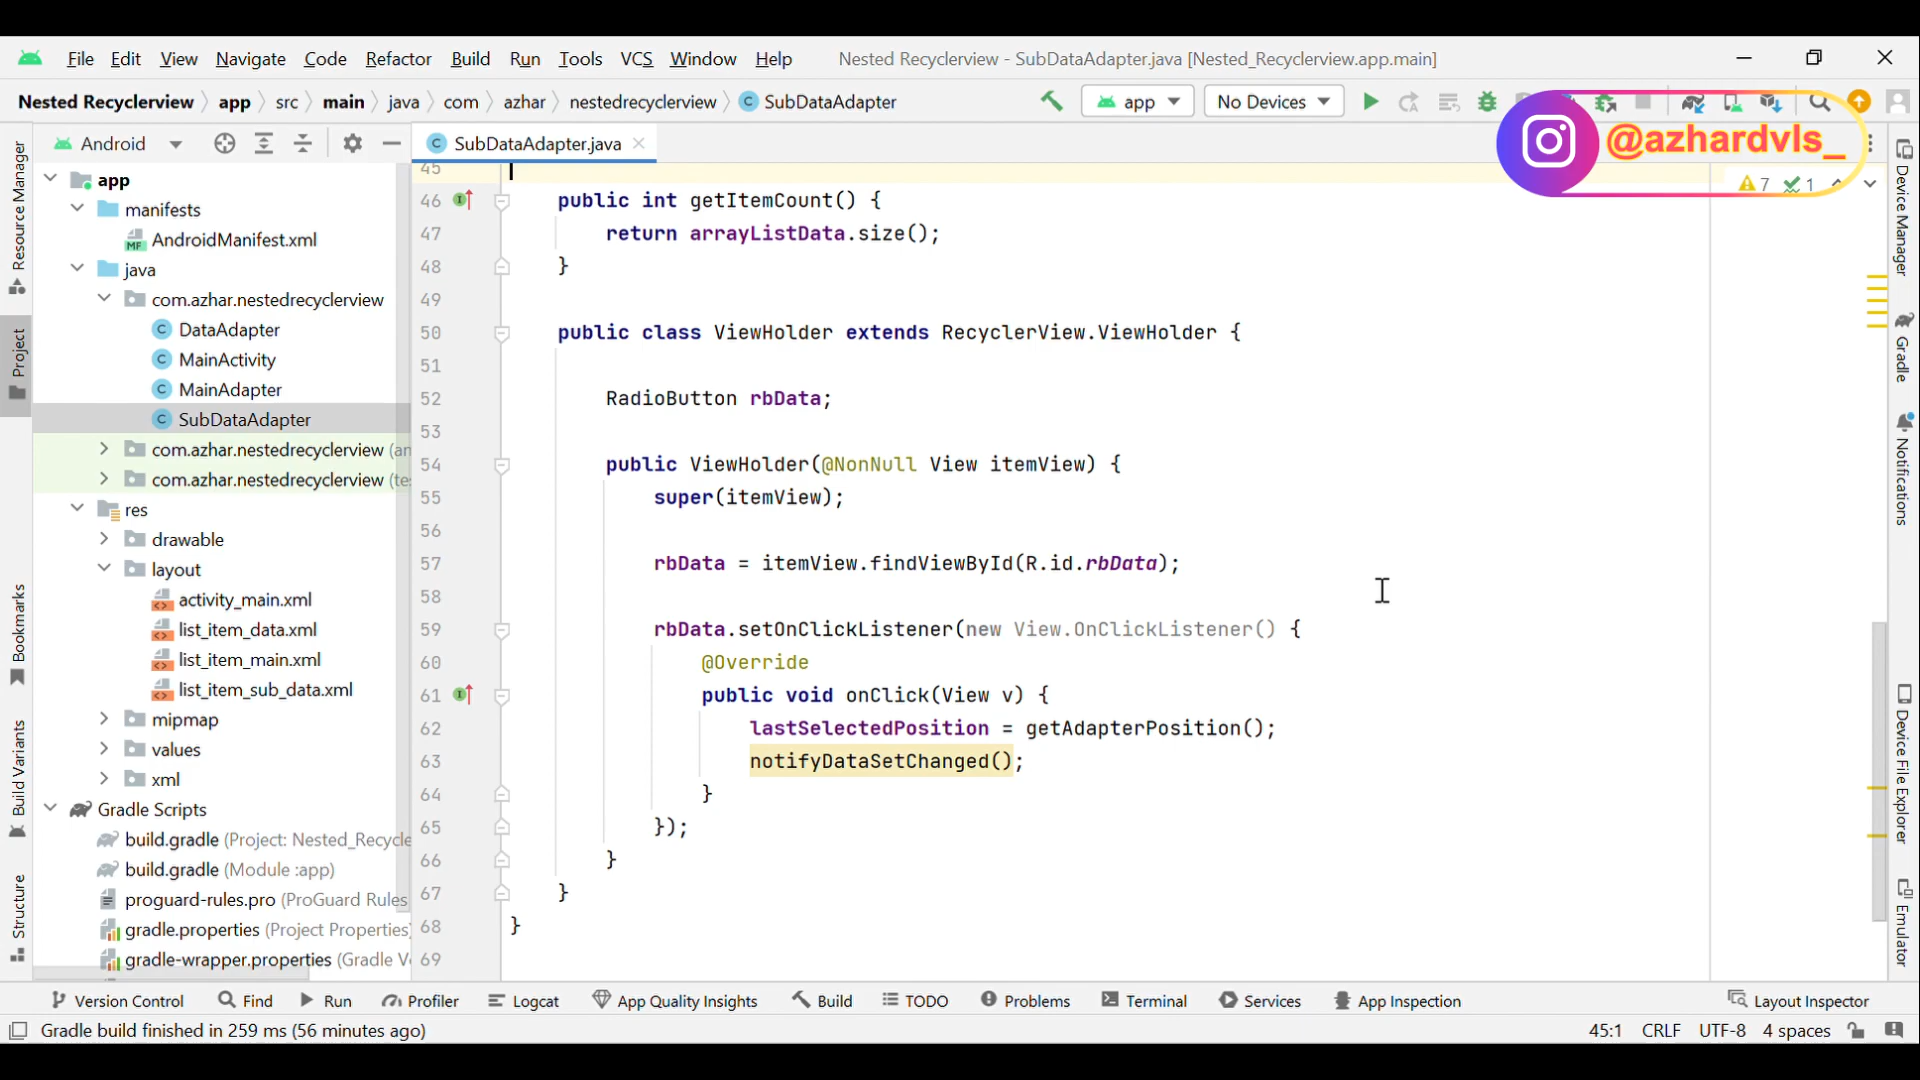 File Edit View Navigate Code Refactor Build Run Tools VCS Window Help Nested Recyclerview - SubDataAdapter.java [Nested_Recyclerview.app.main]
Nested Recyclerview app src main java com azhar nestedrecyclerview SubDataAdapter app No Devices
@azhardvls_
Android
SubDataAdapter.java
7 1
Resource Manager
Project
Bookmarks
Build Variants
Structure
app
manifests
AndroidManifest.xml
java
com.azhar.nestedrecyclerview
DataAdapter
MainActivity
MainAdapter
SubDataAdapter
com.azhar.nestedrecyclerview (an
com.azhar.nestedrecyclerview (te
res
drawable
layout
activity_main.xml
list_item_data.xml
list_item_main.xml
list_item_sub_data.xml
mipmap
values
xml
Gradle Scripts
build.gradle (Project: Nested_Recycle
build.gradle (Module :app)
proguard-rules.pro (ProGuard Rules
gradle.properties (Project Properties)
gradle-wrapper.properties (Gradle V
45
46 public int getItemCount() {
47 return arrayListData.size();
48 }
49
50 public class ViewHolder extends RecyclerView.ViewHolder {
51
52 RadioButton rbData;
53
54 public ViewHolder(@NonNull View itemView) {
55 super(itemView);
56
57 rbData = itemView.findViewById(R.id.rbData);
58
59 rbData.setOnClickListener(new View.OnClickListener() {
60 @Override
61 public void onClick(View v) {
62 lastSelectedPosition = getAdapterPosition();
63 notifyDataSetChanged();
64 }
65 });
66 }
67 }
68 }
69
Device Manager
Gradle
Notifications
Device File Explorer
Emulator
Version Control Find Run Profiler Logcat App Quality Insights Build TODO Problems Terminal Services App Inspection Layout Inspector
Gradle build finished in 259 ms (56 minutes ago) 45:1 CRLF UTF-8 4 spaces